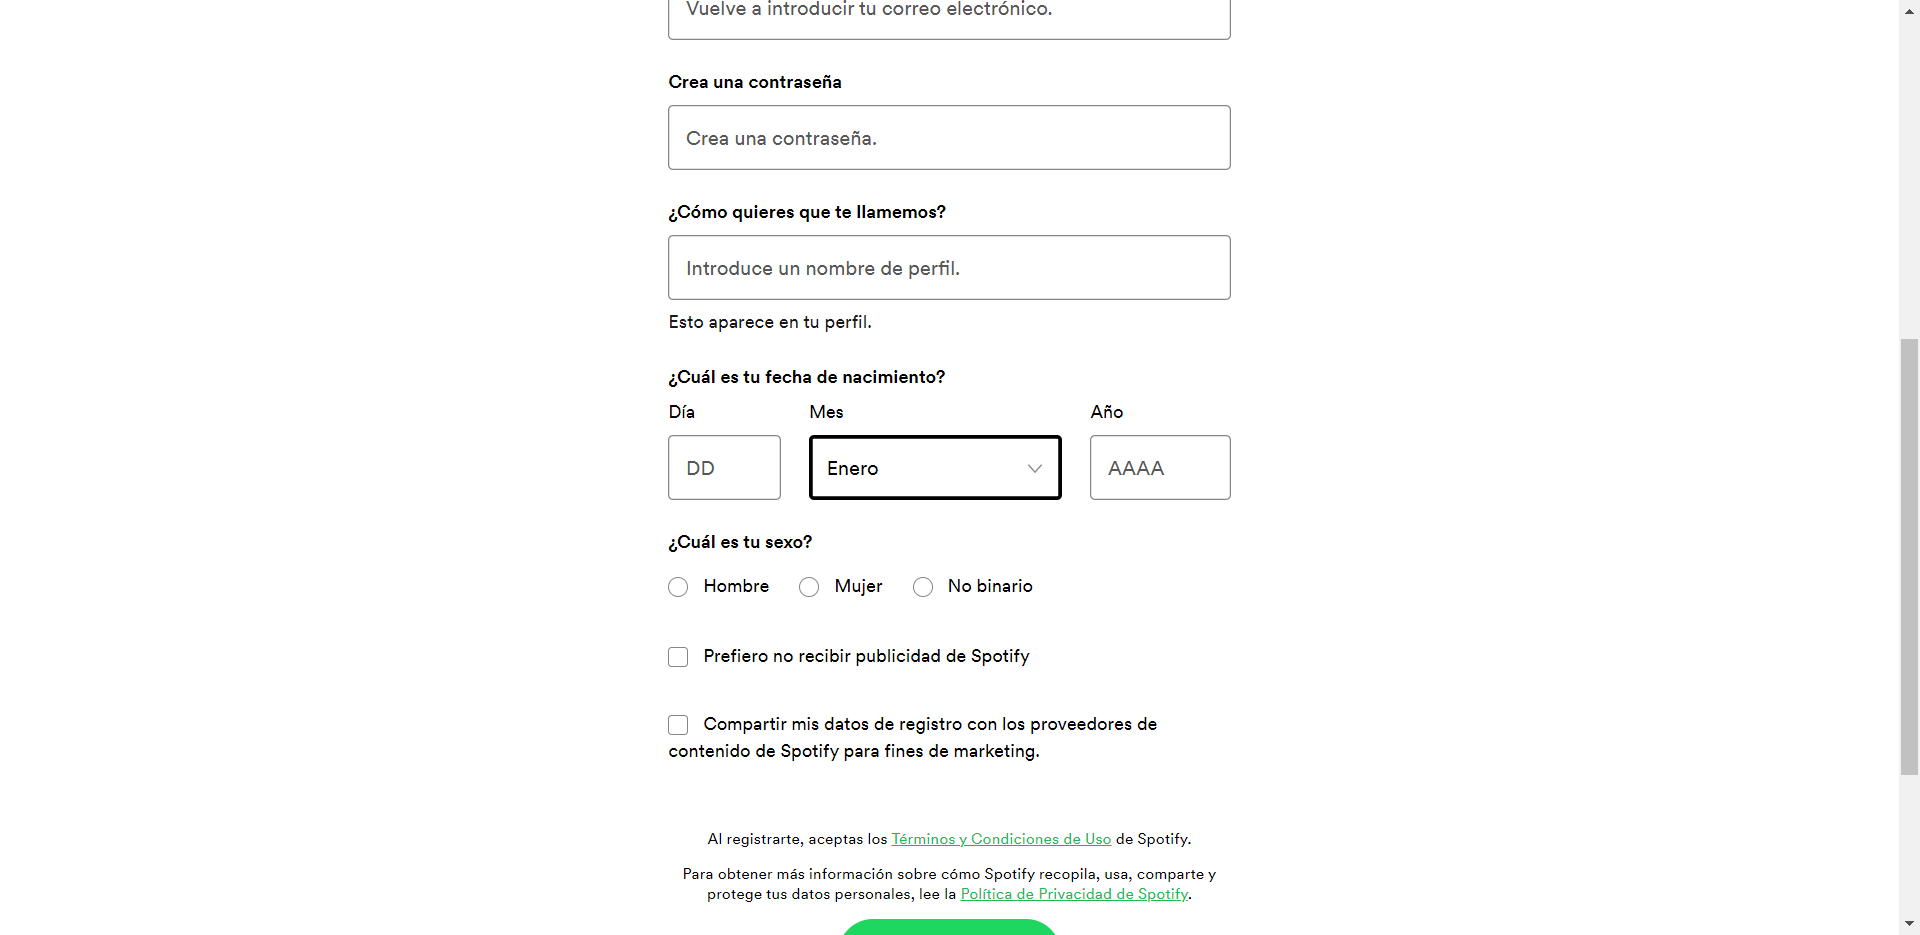 Vuelve a introducir tu correo electrónico.
Crea una contraseña
Crea una contraseña.
¿Cómo quieres que te llamemos?
Introduce un nombre de perfil.
Esto aparece en tu perfil.
¿Cuál es tu fecha de nacimiento?
Día Mes Año
DD Enero AAAA
¿Cuál es tu sexo?
Hombre Mujer No binario
Prefiero no recibir publicidad de Spotify
Compartir mis datos de registro con los proveedores de
contenido de Spotify para fines de marketing.
Al registrarte, aceptas los Términos y Condiciones de Uso de Spotify.
Para obtener más información sobre cómo Spotify recopila, usa, comparte y
protege tus datos personales, lee la Política de Privacidad de Spotify.